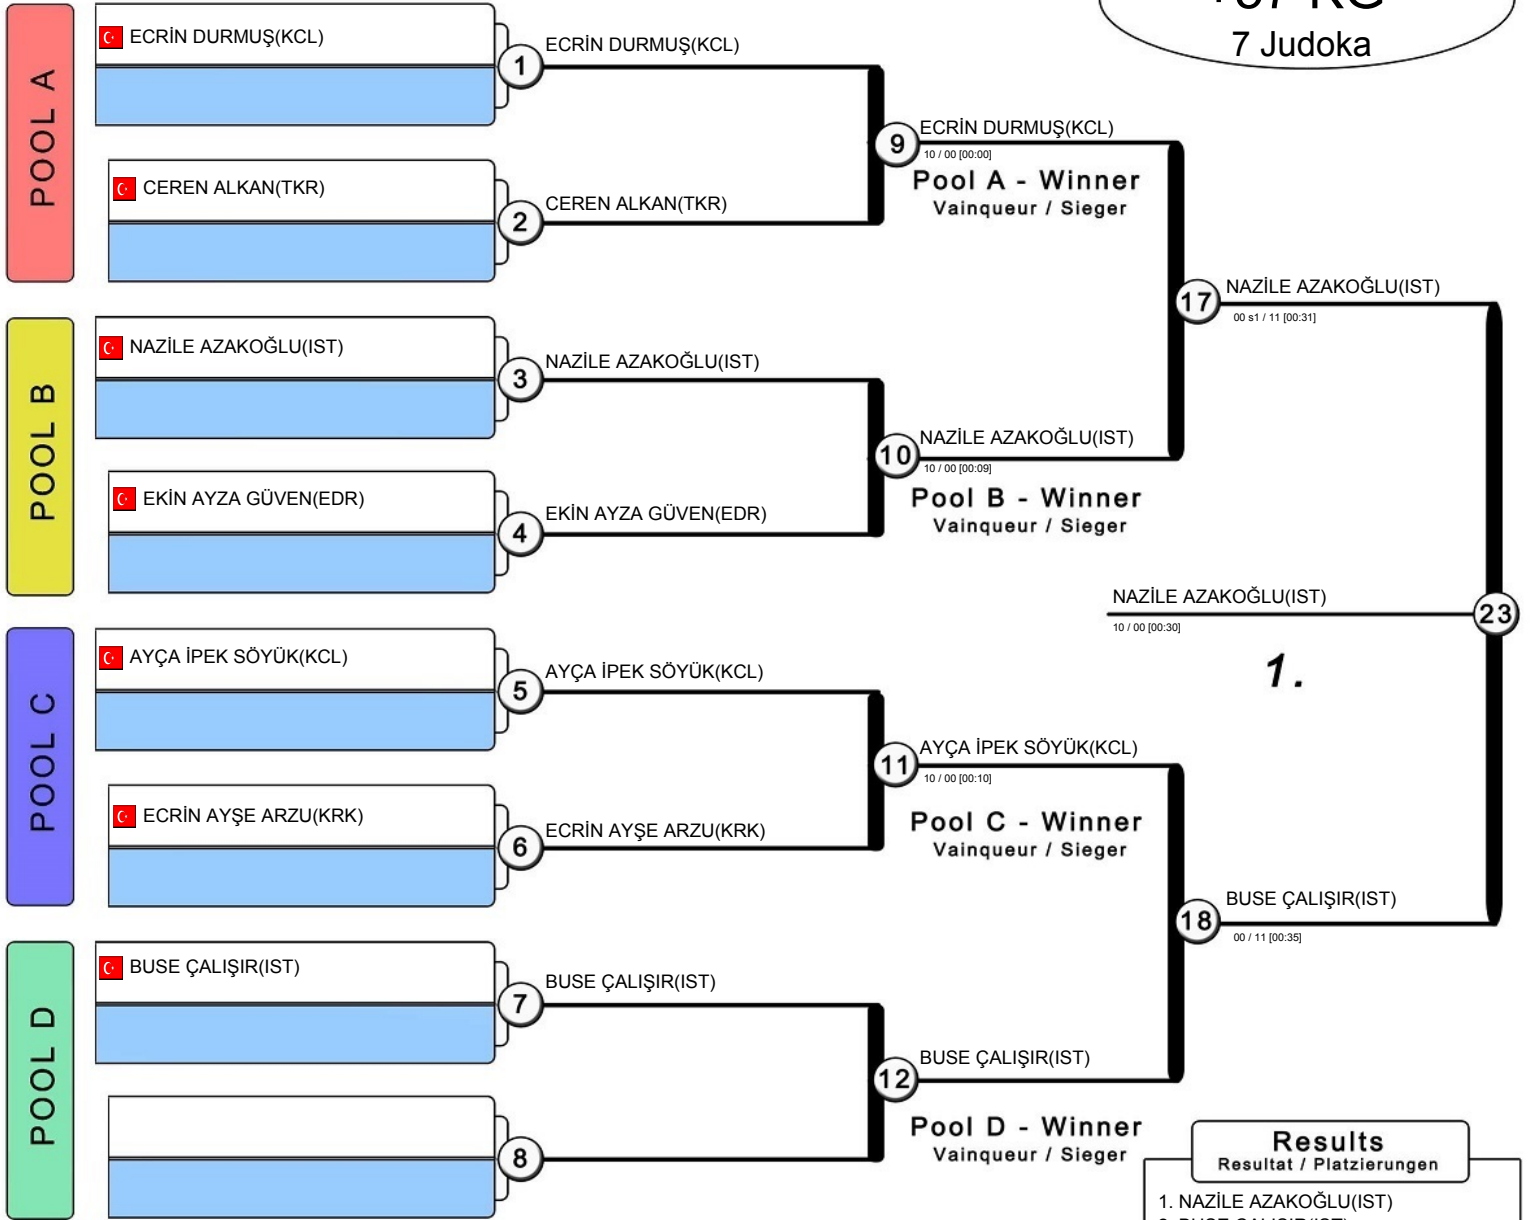 KG
7 Judoka
POOL A
ECRİN DURMUŞ(KCL)
1
ECRİN DURMUŞ(KCL)
CEREN ALKAN(TKR)
2
CEREN ALKAN(TKR)
9
ECRİN DURMUŞ(KCL)
10 / 00 [00:00]
Pool A - Winner
Vainqueur / Sieger
POOL B
NAZİLE AZAKOĞLU(IST)
3
NAZİLE AZAKOĞLU(IST)
EKİN AYZA GÜVEN(EDR)
4
EKİN AYZA GÜVEN(EDR)
10
NAZİLE AZAKOĞLU(IST)
10 / 00 [00:09]
Pool B - Winner
Vainqueur / Sieger
17
NAZİLE AZAKOĞLU(IST)
00 s1 / 11 [00:31]
NAZİLE AZAKOĞLU(IST)
10 / 00 [00:30]
23
1.
POOL C
AYÇA İPEK SÖYÜK(KCL)
5
AYÇA İPEK SÖYÜK(KCL)
ECRİN AYŞE ARZU(KRK)
6
ECRİN AYŞE ARZU(KRK)
11
AYÇA İPEK SÖYÜK(KCL)
10 / 00 [00:10]
Pool C - Winner
Vainqueur / Sieger
18
BUSE ÇALIŞIR(IST)
00 / 11 [00:35]
POOL D
BUSE ÇALIŞIR(IST)
7
BUSE ÇALIŞIR(IST)
8
12
BUSE ÇALIŞIR(IST)
Pool D - Winner
Vainqueur / Sieger
Results
Resultat / Platzierungen
1. NAZİLE AZAKOĞLU(IST)